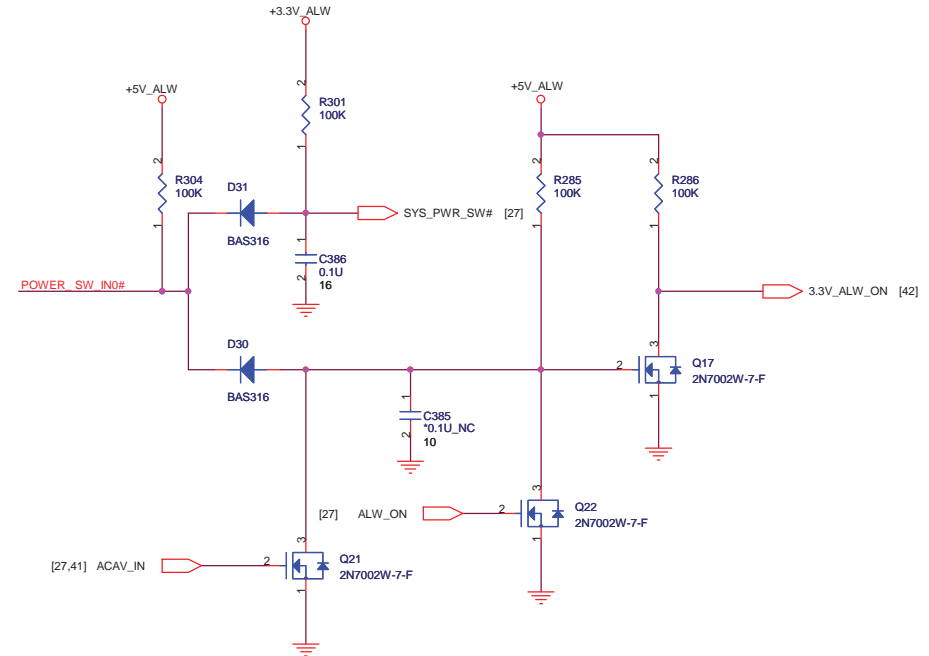 +3.3V_ALW
2
R301
100K
1
+5V_ALW
2
R304
100K
1
D31
BAS316
SYS_PWR_SW# [27]
1
C386
0.1U
2
16
POWER_ SW_IN0#
D30
BAS316
+5V_ALW
2
R285
100K
1
2
R286
100K
1
3.3V_ALW_ON [42]
3
2
Q17
2N7002W-7-F
1
1
C385
*0.1U_NC
2
10
[27] ALW_ON
3
2
Q22
2N7002W-7-F
1
[27,41] ACAV_IN
3
2
Q21
2N7002W-7-F
1